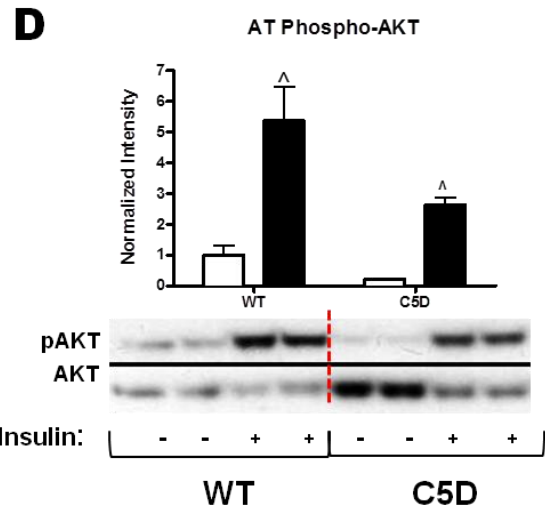 D
AT Phospho-AKT
Normalized Intensity
7
6
5
4
3
2
1
0
^
^
WT
C5D
pAKT
AKT
Insulin: - - + + - - + +
WT
C5D